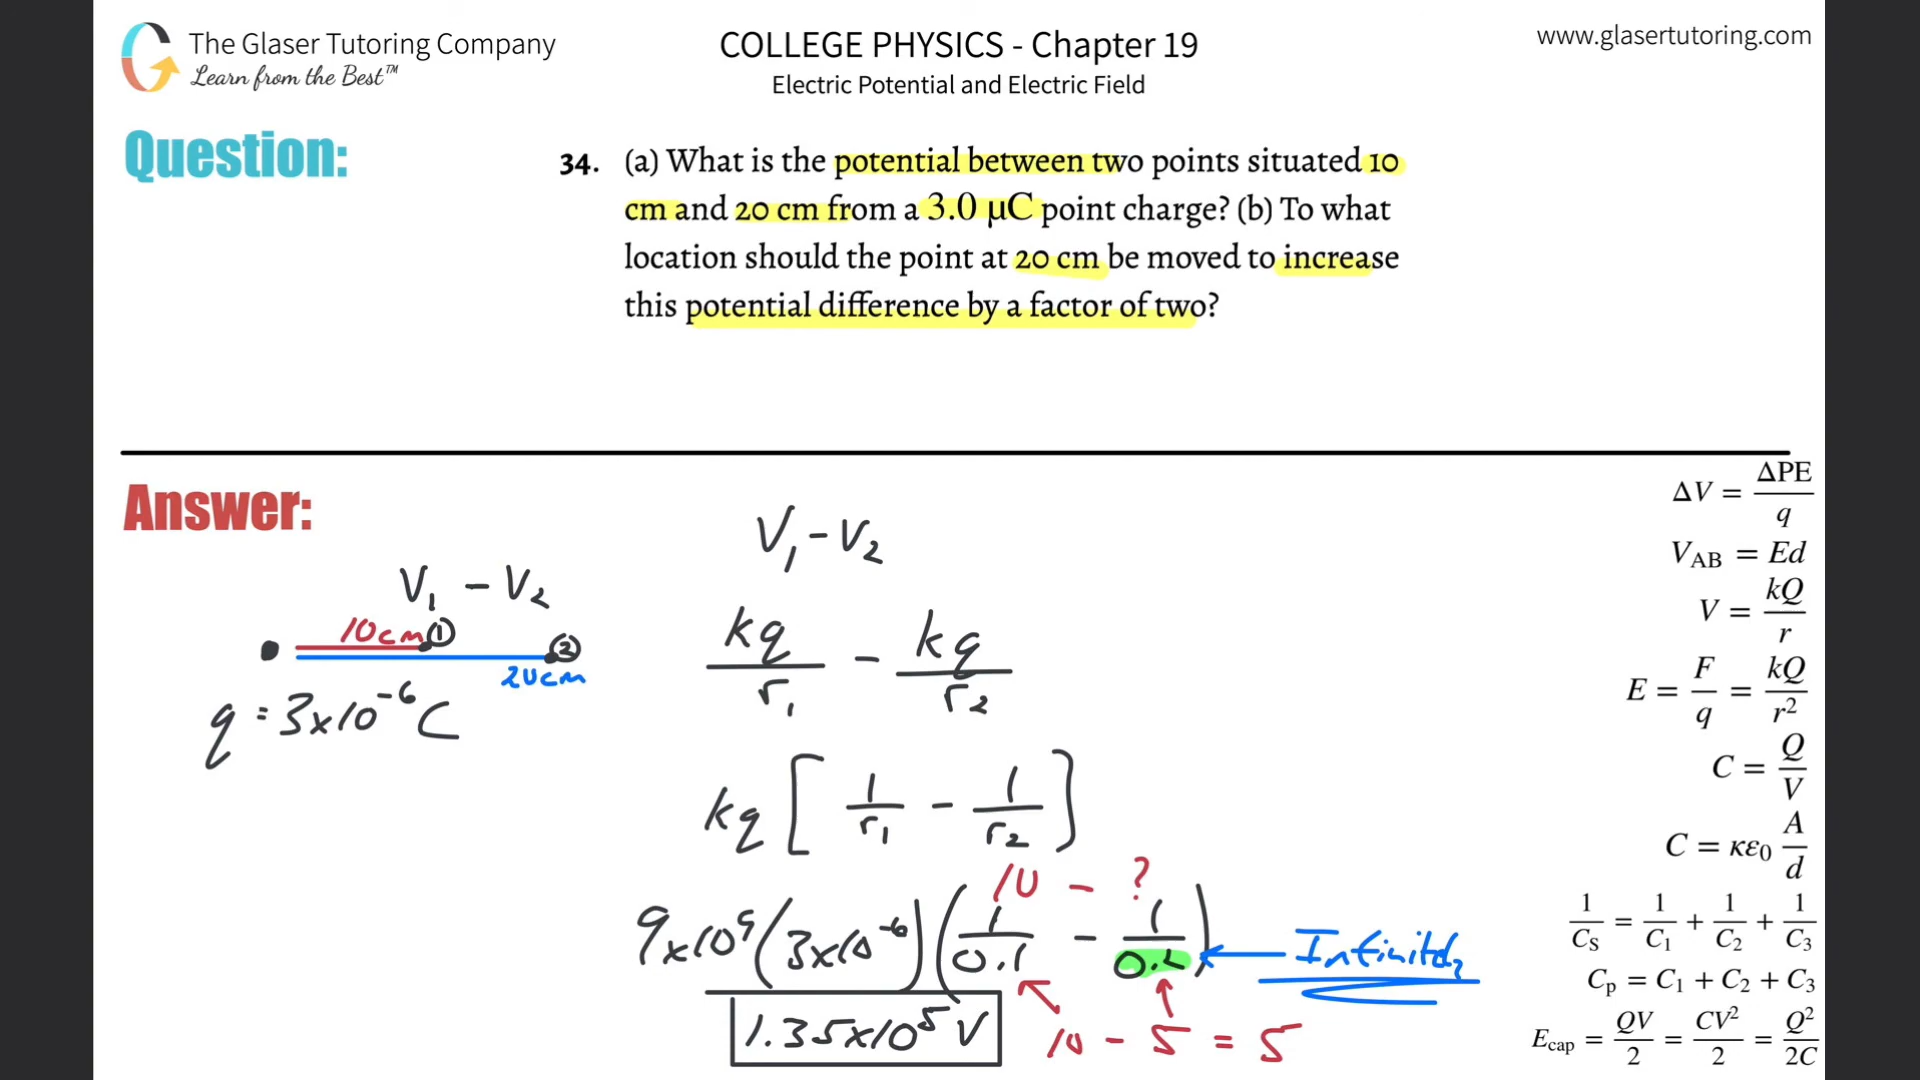 The Glaser Tutoring Company
Learn from the Best™
COLLEGE PHYSICS - Chapter 19
Electric Potential and Electric Field
www.glasertutoring.com
Question:
34. (a) What is the potential between two points situated 10
cm and 20 cm from a 3.0 μC point charge? (b) To what
location should the point at 20 cm be moved to increase
this potential difference by a factor of two?
Answer:
V₁ - V₂
10cm ① ②
20cm
q = 3x10⁻⁶ C
V₁ - V₂
kq/r₁ - kq/r₂
kq [ 1/r₁ - 1/r₂ ]
10 - ?
9x10⁹ (3x10⁻⁶) ( 1/0.1 - 1/0.2 ) ← Infinity
10 - 5 = 5
1.35x10⁵ V
ΔV = ΔPE/q
V_AB = Ed
V = kQ/r
E = F/q = kQ/r²
C = Q/V
C = κε₀ A/d
1/C_S = 1/C₁ + 1/C₂ + 1/C₃
C_p = C₁ + C₂ + C₃
E_cap = QV/2 = CV²/2 = Q²/2C